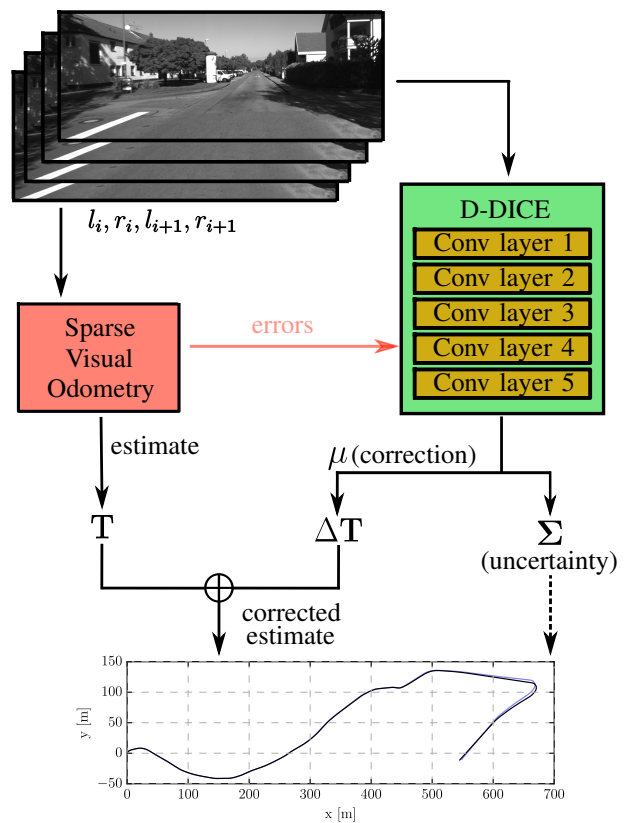 l_i, r_i, l_{i+1}, r_{i+1}
D-DICE
Conv layer 1
Conv layer 2
Conv layer 3
Conv layer 4
Conv layer 5
Sparse
Visual
Odometry
errors
estimate
μ (correction)
T
ΔT
Σ
(uncertainty)
corrected
estimate
150
100
50
0
−50
y [m]
0 100 200 300 400 500 600 700
x [m]